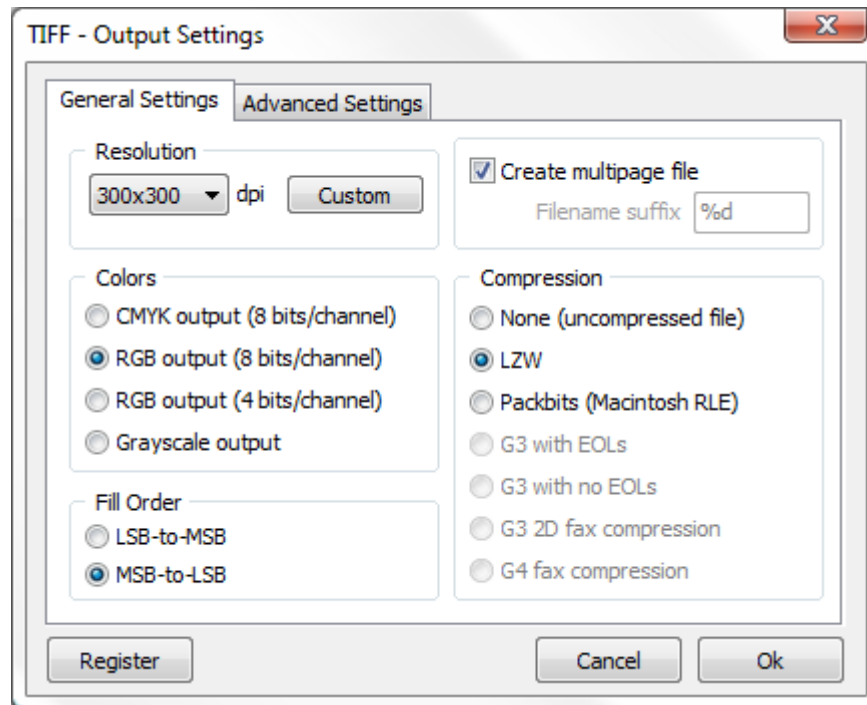 TIFF - Output Settings
General Settings
Advanced Settings
Resolution
300x300 dpi Custom
Create multipage file
Filename suffix %d
Colors
CMYK output (8 bits/channel)
RGB output (8 bits/channel)
RGB output (4 bits/channel)
Grayscale output
Compression
None (uncompressed file)
LZW
Packbits (Macintosh RLE)
G3 with EOLs
G3 with no EOLs
G3 2D fax compression
G4 fax compression
Fill Order
LSB-to-MSB
MSB-to-LSB
Register
Cancel
Ok